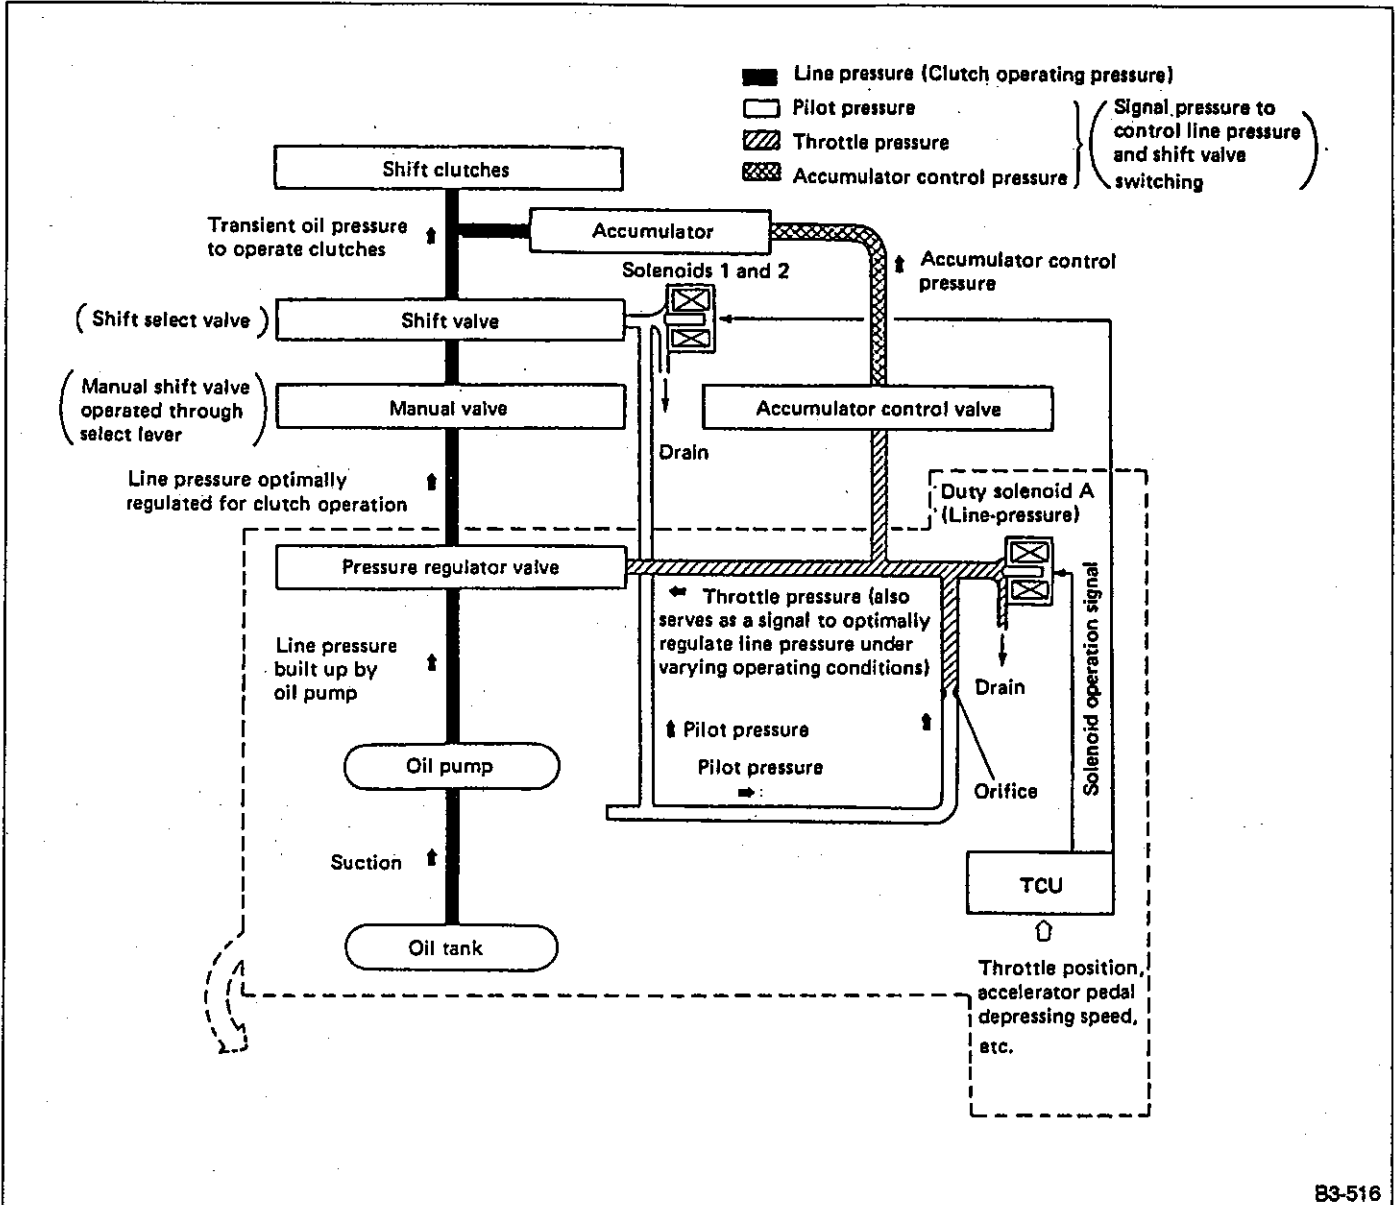 Line pressure (Clutch operating pressure)
Pilot pressure
Throttle pressure
Accumulator control pressure
Signal pressure to
control line pressure
and shift valve
switching
Shift clutches
Transient oil pressure
to operate clutches
Accumulator
Accumulator control
pressure
Solenoids 1 and 2
(Shift select valve)
Shift valve
Manual shift valve
operated through
select lever
Manual valve
Accumulator control valve
Drain
Line pressure optimally
regulated for clutch operation
Duty solenoid A
(Line-pressure)
Pressure regulator valve
Throttle pressure (also
serves as a signal to optimally
regulate line pressure under
varying operating conditions)
Line pressure
built up by
oil pump
Drain
Solenoid operation signal
Pilot pressure
Pilot pressure
Oil pump
Orifice
Suction
TCU
Oil tank
Throttle position,
accelerator pedal
depressing speed,
etc.
B3-516